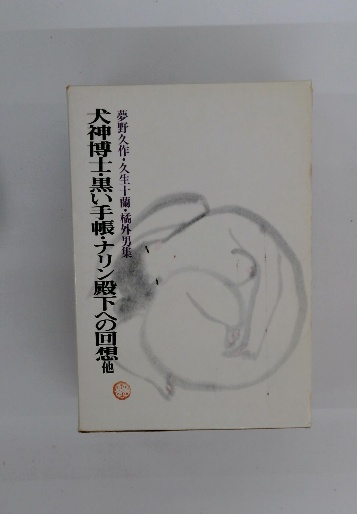 夢野久作・久生十蘭・橘外男集
犬神博士・黒い手帳・ナリン殿下への回想他